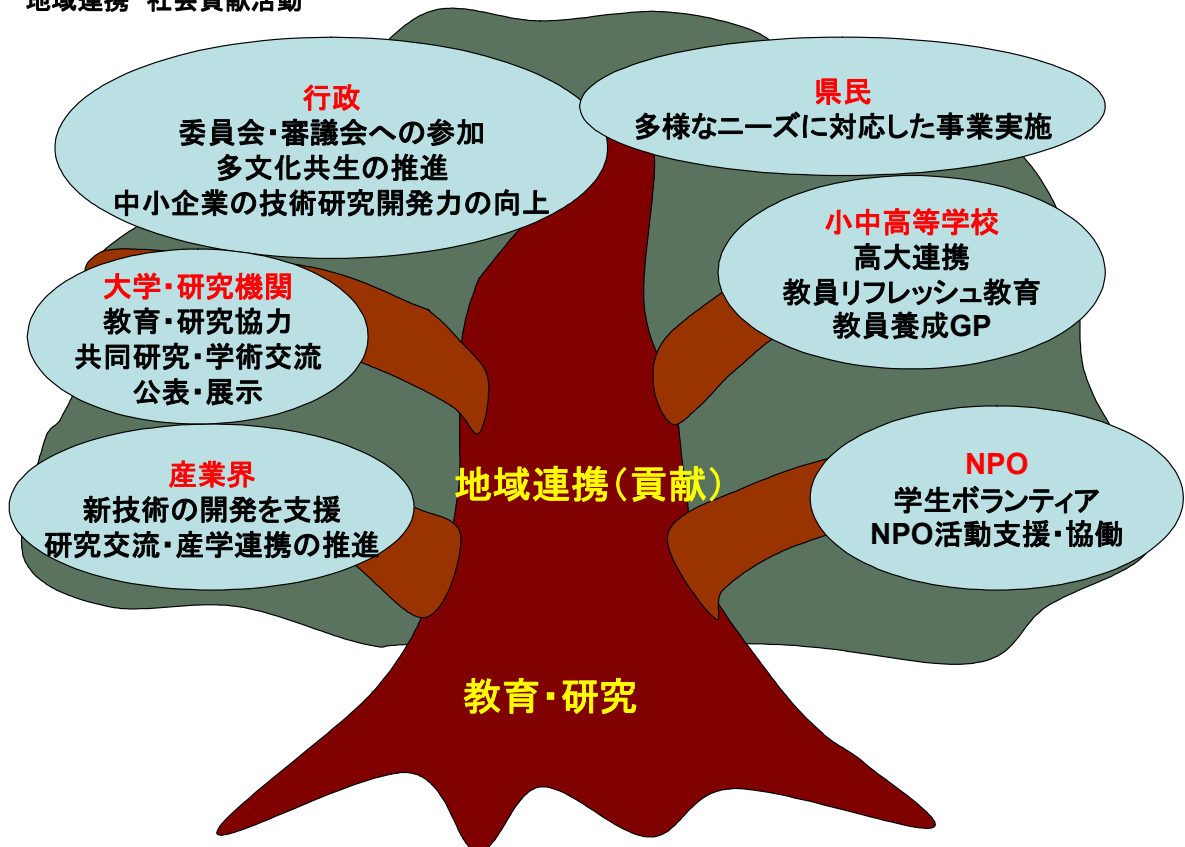 地域連携 社会貢献活動
行政
委員会・審議会への参加
多文化共生の推進
中小企業の技術研究開発力の向上
県民
多様なニーズに対応した事業実施
小中高等学校
高大連携
教員リフレッシュ教育
教員養成GP
大学・研究機関
教育・研究協力
共同研究・学術交流
公表・展示
産業界
新技術の開発を支援
研究交流・産学連携の推進
地域連携(貢献)
NPO
学生ボランティア
NPO活動支援・協働
教育・研究